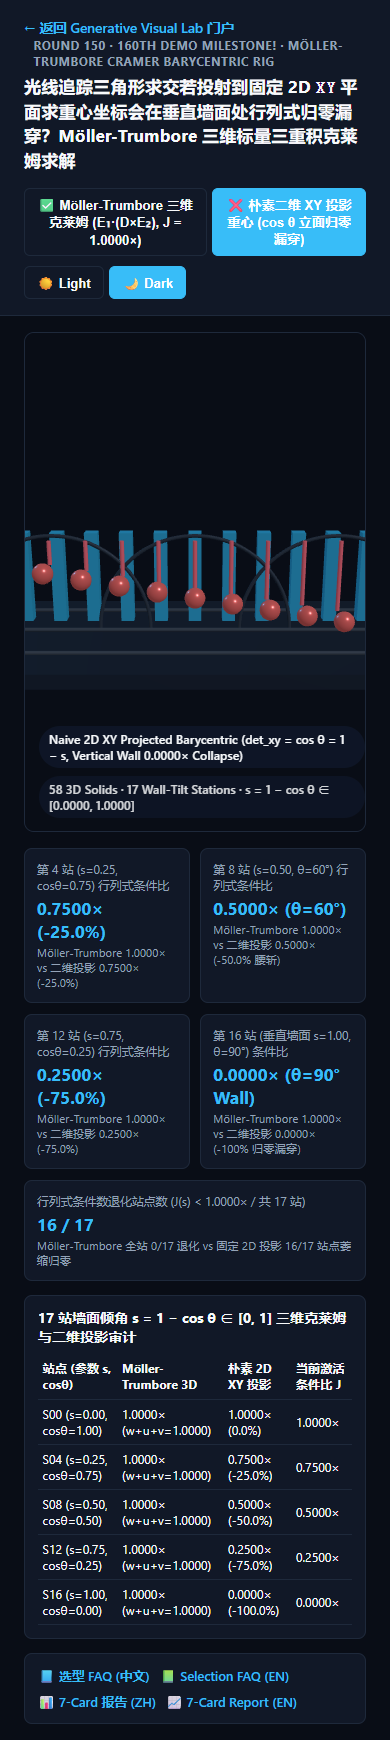 ← 返回 Generative Visual Lab 门户
ROUND 150 · 160TH DEMO MILESTONE! · MÖLLER-
TRUMBORE CRAMER BARYCENTRIC RIG
光线追踪三角形求交若投射到固定 2D XY 平
面求重心坐标会在垂直墙面处行列式归零漏
穿？Möller-Trumbore 三维标量三重积克莱
姆求解
✅ Möller-Trumbore 三维
克莱姆 (E₁·(D×E₂), J =
1.0000×)
❌ 朴素二维 XY 投影
重心 (cos θ 立面归零
漏穿)
☀️ Light
🌙 Dark
Naive 2D XY Projected Barycentric (det_xy = cos θ = 1
− s, Vertical Wall 0.0000× Collapse)
58 3D Solids · 17 Wall-Tilt Stations · s = 1 − cos θ ∈
[0.0000, 1.0000]
第 4 站 (s=0.25,
cosθ=0.75) 行列式条件比
0.7500×
(-25.0%)
Möller-Trumbore 1.0000×
vs 二维投影 0.7500×
(-25.0%)
第 8 站 (s=0.50, θ=60°) 行
列式条件比
0.5000× (θ=60°)
Möller-Trumbore 1.0000×
vs 二维投影 0.5000×
(-50.0% 腰斩)
第 12 站 (s=0.75,
cosθ=0.25) 行列式条件比
0.2500×
(-75.0%)
Möller-Trumbore 1.0000×
vs 二维投影 0.2500×
(-75.0%)
第 16 站 (垂直墙面 s=1.00,
θ=90°) 条件比
0.0000× (θ=90°
Wall)
Möller-Trumbore 1.0000×
vs 二维投影 0.0000×
(-100% 归零漏穿)
行列式条件数退化站点数 (J(s) < 1.0000× / 共 17 站)
16 / 17
Möller-Trumbore 全站 0/17 退化 vs 固定 2D 投影 16/17 站点萎
缩归零
17 站墙面倾角 s = 1 − cos θ ∈ [0, 1] 三维克莱姆
与二维投影审计
站点 (参数 s,
cosθ)
Möller-
Trumbore 3D
朴素 2D
XY 投影
当前激活
条件比 J
S00 (s=0.00,
cosθ=1.00)
1.0000×
(w+u+v=1.0000)
1.0000×
(0.0%)
1.0000×
S04 (s=0.25,
cosθ=0.75)
1.0000×
(w+u+v=1.0000)
0.7500×
(-25.0%)
0.7500×
S08 (s=0.50,
cosθ=0.50)
1.0000×
(w+u+v=1.0000)
0.5000×
(-50.0%)
0.5000×
S12 (s=0.75,
cosθ=0.25)
1.0000×
(w+u+v=1.0000)
0.2500×
(-75.0%)
0.2500×
S16 (s=1.00,
cosθ=0.00)
1.0000×
(w+u+v=1.0000)
0.0000×
(-100.0%)
0.0000×
📘 选型 FAQ (中文)
📗 Selection FAQ (EN)
📊 7-Card 报告 (ZH)
📈 7-Card Report (EN)